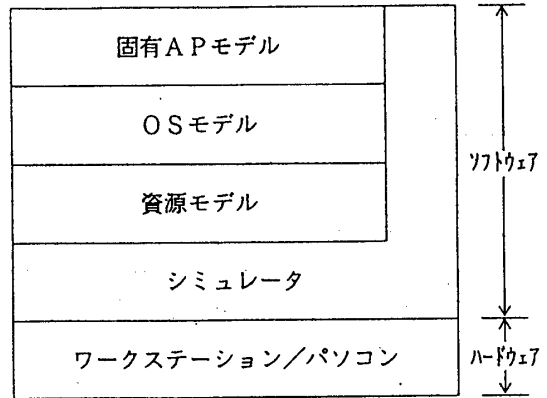 固有ＡＰモデル
ＯＳモデル
資源モデル
シミュレータ
ワークステーション／パソコン
ｿﾌﾄｳｪｱ
ﾊｰﾄﾞｳｪｱ